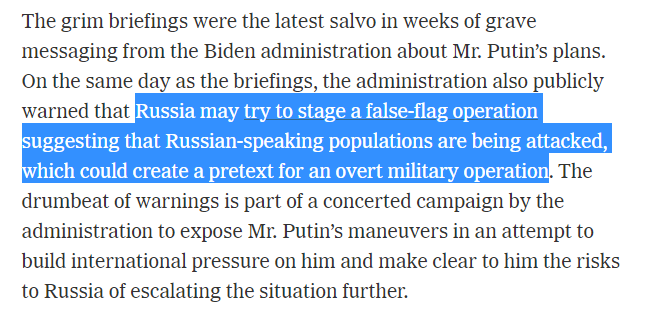 The grim briefings were the latest salvo in weeks of grave
messaging from the Biden administration about Mr. Putin’s plans.
On the same day as the briefings, the administration also publicly
warned that Russia may try to stage a false-flag operation
suggesting that Russian-speaking populations are being attacked,
which could create a pretext for an overt military operation. The
drumbeat of warnings is part of a concerted campaign by the
administration to expose Mr. Putin’s maneuvers in an attempt to
build international pressure on him and make clear to him the risks
to Russia of escalating the situation further.